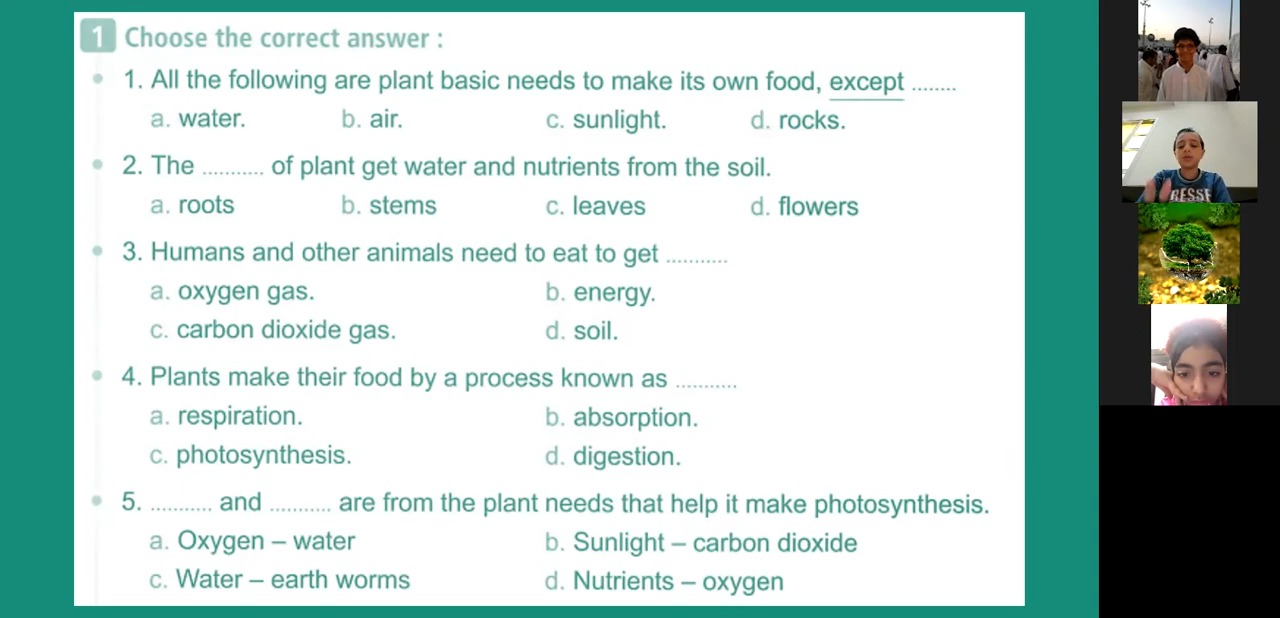 1 Choose the correct answer :
1. All the following are plant basic needs to make its own food, except ........
a. water. b. air. c. sunlight. d. rocks.
2. The .......... of plant get water and nutrients from the soil.
a. roots b. stems c. leaves d. flowers
3. Humans and other animals need to eat to get ..........
a. oxygen gas. b. energy.
c. carbon dioxide gas. d. soil.
4. Plants make their food by a process known as ..........
a. respiration. b. absorption.
c. photosynthesis. d. digestion.
5. .......... and .......... are from the plant needs that help it make photosynthesis.
a. Oxygen – water b. Sunlight – carbon dioxide
c. Water – earth worms d. Nutrients – oxygen
RESSE